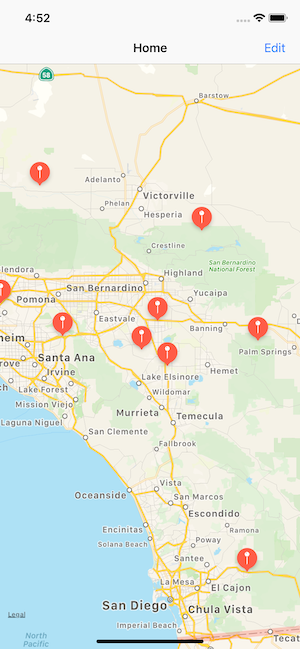 4:52
Home
Edit
58
Barstow
Adelanto
Victorville
Phelan
Hesperia
Crestline
San Bernardino
National Forest
lendora
Highland
San Bernardino
Pomona
Yucaipa
Eastvale
Banning
heim
Palm Springs
Santa Ana
rove
Irvine
Hemet
ch
Lake Elsinore
Lake Forest
Wildomar
Mission Viejo
Murrieta
Temecula
Laguna Niguel
San Clemente
Fallbrook
Vista
Oceanside
San Marcos
Escondido
Encinitas
Ramona
Solana Beach
Poway
Santee
La Mesa
El Cajon
San Diego
Chula Vista
Legal
Imperial Beach
North
Pacific
Tecat